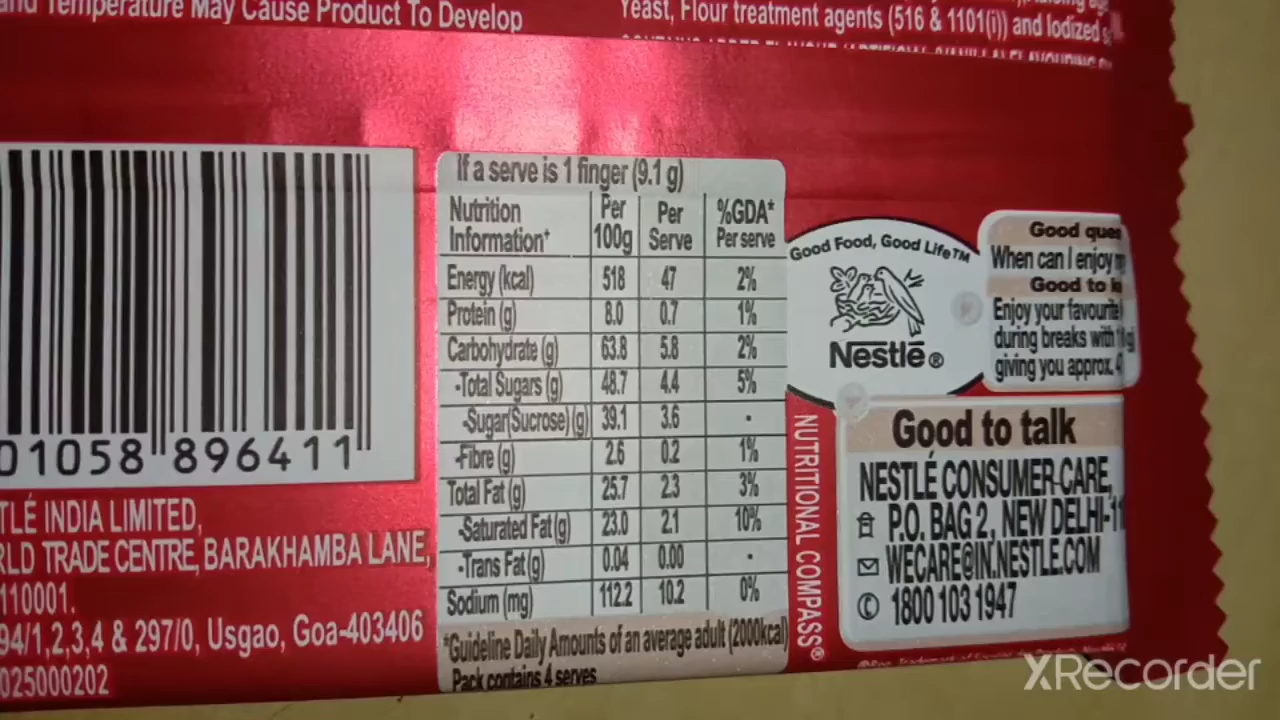 and Temperature May Cause Product To Develop
Yeast, Flour treatment agents (516 & 1101(i)) and Iodized
01058 896411
TLÉ INDIA LIMITED,
RLD TRADE CENTRE, BARAKHAMBA LANE,
110001.
94/1,2,3,4 & 297/0, Usgao, Goa-403406
025000202
If a serve is 1 finger (9.1 g)
Nutrition Information⁺ Per 100g Per Serve %GDA* Per serve
Energy (kcal) 518 47 2%
Protein (g) 8.0 0.7 1%
Carbohydrate (g) 63.8 5.8 2%
-Total Sugars (g) 48.7 4.4 5%
-Sugar(Sucrose) (g) 39.1 3.6 -
-Fibre (g) 2.6 0.2 1%
Total Fat (g) 25.7 2.3 3%
-Saturated Fat (g) 23.0 2.1 10%
-Trans Fat (g) 0.04 0.00 -
Sodium (mg) 112.2 10.2 0%
*Guideline Daily Amounts of an average adult (2000kcal)
Pack contains 4 serves
Good Food, Good Life™
Nestlé®
NUTRITIONAL COMPASS®
Good ques
When can I enjoy
Good to
Enjoy your favourite
during breaks with
giving you approx. 4
Good to talk
NESTLÉ CONSUMER CARE,
P.O. BAG 2, NEW DELHI-11
WECARE@IN.NESTLE.COM
1800 103 1947
XRecorder